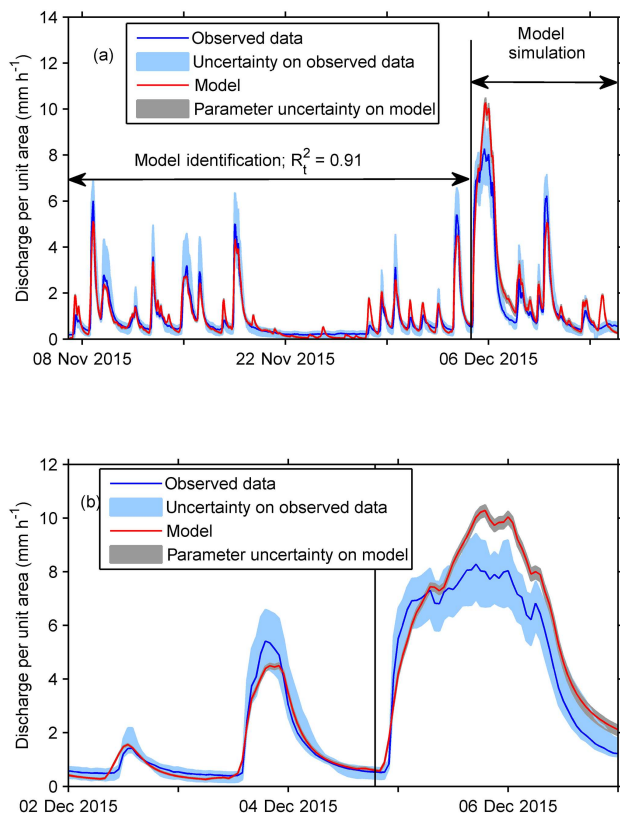 14
12
10
8
6
4
2
0
Discharge per unit area (mm h⁻¹)
(a)
Observed data
Uncertainty on observed data
Model
Parameter uncertainty on model
Model
simulation
Model identification; R_t^2 = 0.91
08 Nov 2015
22 Nov 2015
06 Dec 2015
12
10
8
6
4
2
0
Discharge per unit area (mm h⁻¹)
(b)
Observed data
Uncertainty on observed data
Model
Parameter uncertainty on model
02 Dec 2015
04 Dec 2015
06 Dec 2015